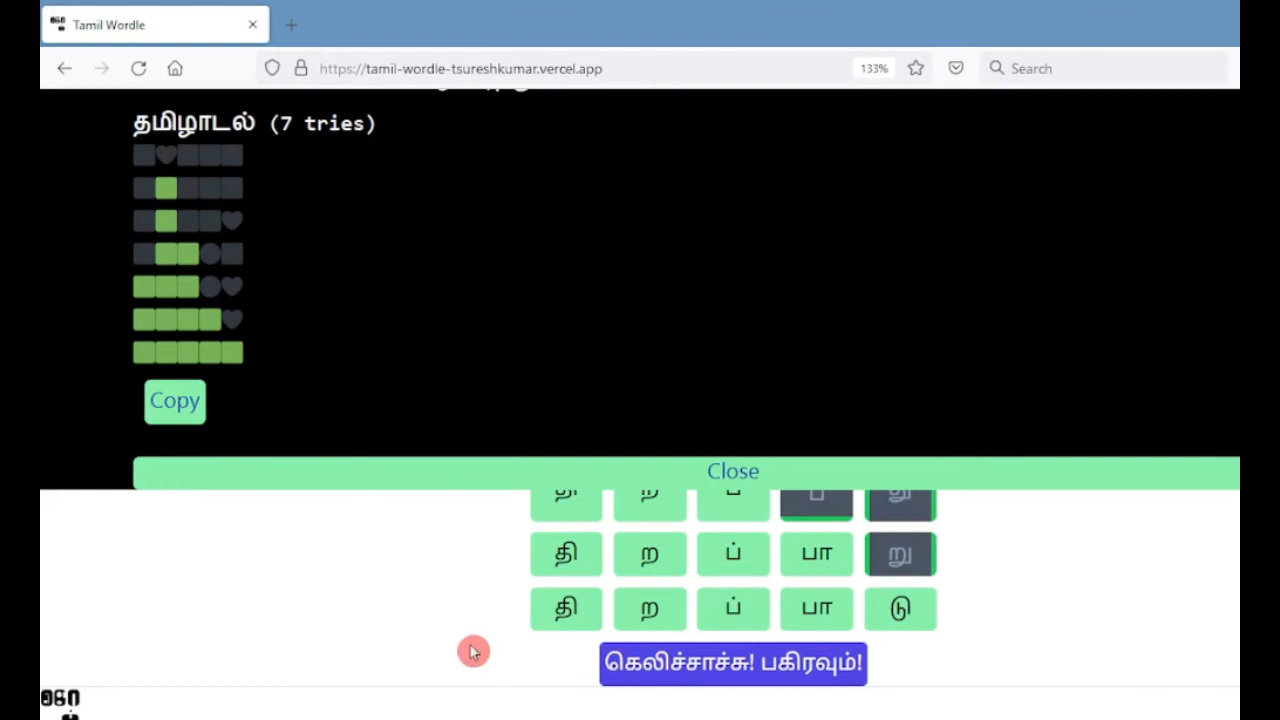 Tamil Wordle
https://tamil-wordle-tsureshkumar.vercel.app
133%
Search
தமிழாடல் (7 tries)
Copy
Close
தி ற ப்
தி ற ப் பா று
தி ற ப் பா டு
கெலிச்சாச்சு! பகிரவும்!